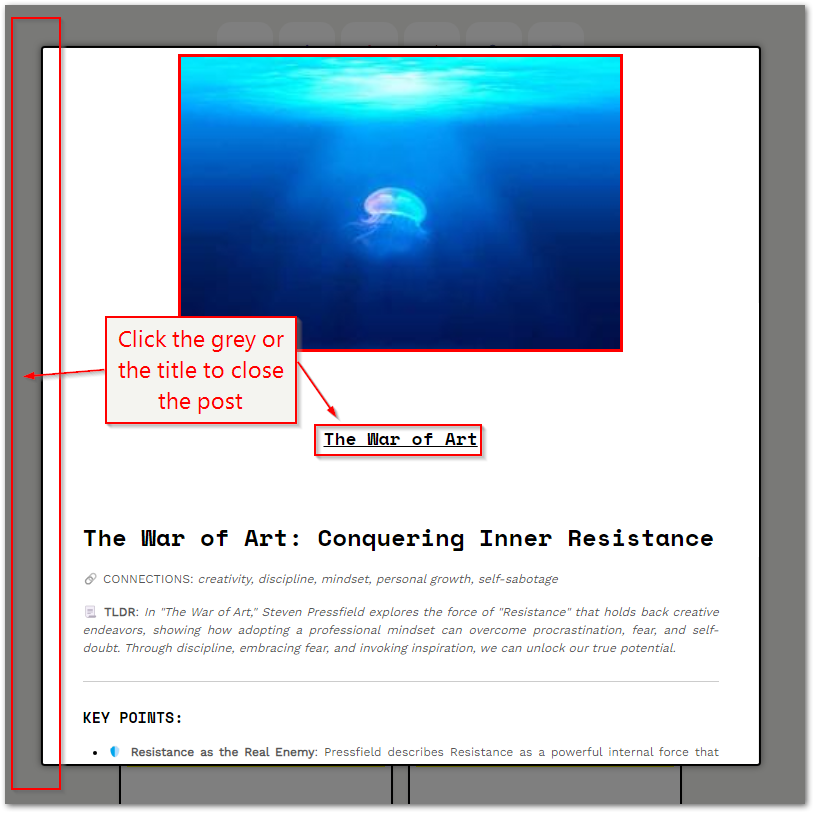 Click the grey or
the title to close
the post
The War of Art
The War of Art: Conquering Inner Resistance
CONNECTIONS: creativity, discipline, mindset, personal growth, self-sabotage
TLDR: In "The War of Art," Steven Pressfield explores the force of "Resistance" that holds back creative
endeavors, showing how adopting a professional mindset can overcome procrastination, fear, and self-
doubt. Through discipline, embracing fear, and invoking inspiration, we can unlock our true potential.
KEY POINTS:
Resistance as the Real Enemy: Pressfield describes Resistance as a powerful internal force that